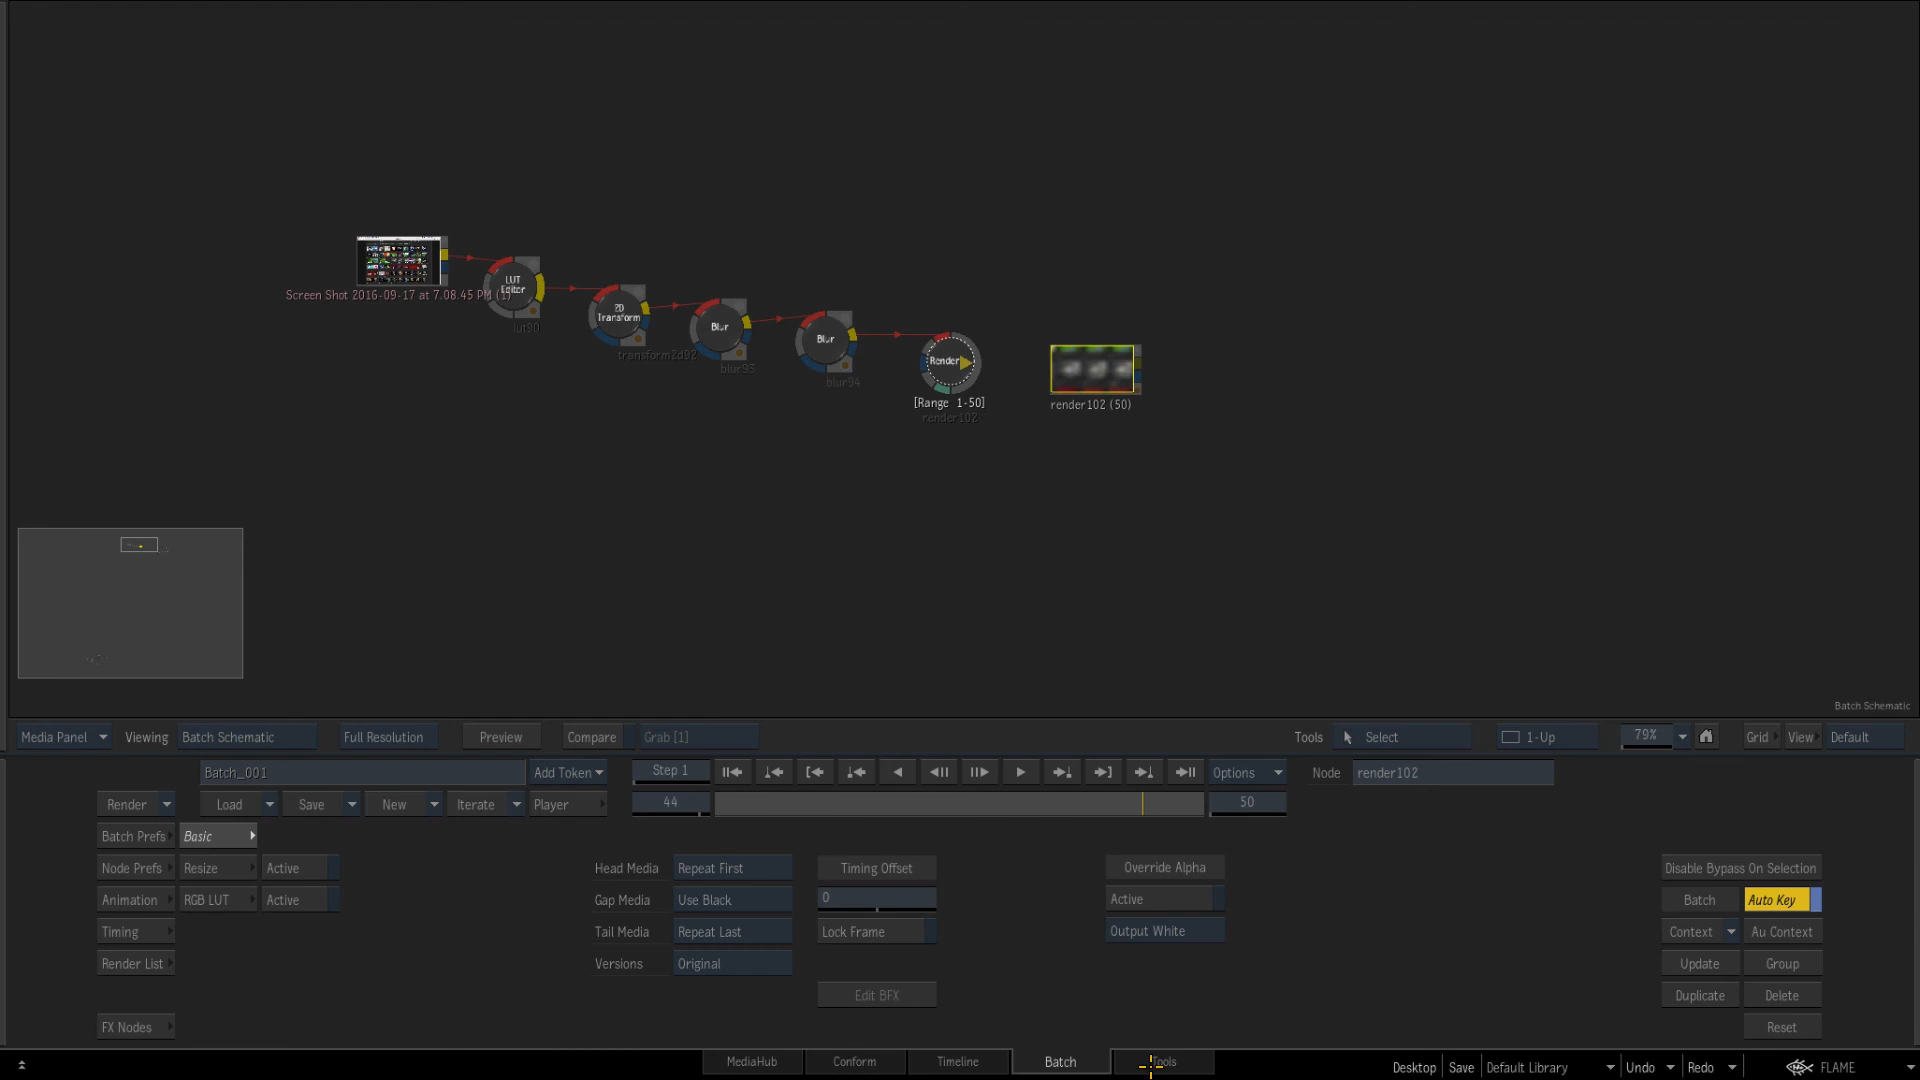 Screen Shot 2016-09-17 at 7.08.45 PM (1)
LUT
Editor
lut90
2D
Transform
transform2d92
Blur
blur93
Blur
blur94
Render
[Range 1-50]
render102
render102 (50)
Batch Schematic
Media Panel Viewing Batch Schematic Full Resolution Preview Compare Grab [1] Tools Select 1-Up 79% Grid View Default
Batch_001 Add Token Step 1 Options Node render102
Render Load Save New Iterate Player 44 50
Batch Prefs Basic
Node Prefs Resize Active Head Media Repeat First Timing Offset Override Alpha Disable Bypass On Selection
Animation RGB LUT Active Gap Media Use Black 0 Active Batch Auto Key
Timing Tail Media Repeat Last Lock Frame Output White Context Au Context
Render List Versions Original Update Group
Edit BFX Duplicate Delete
FX Nodes Reset
MediaHub Conform Timeline Batch Tools Desktop Save Default Library Undo Redo FLAME